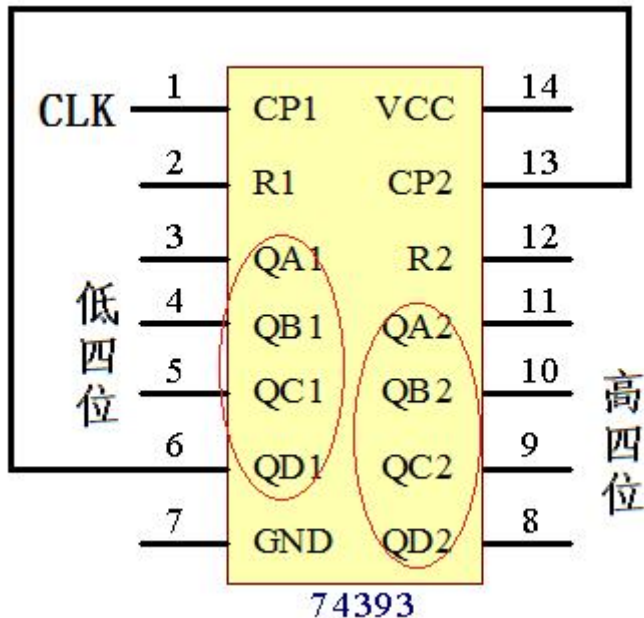 CLK 1 CP1 VCC 14
2 R1 CP2 13
3 QA1 R2 12
4 QB1 QA2 11
5 QC1 QB2 10
6 QD1 QC2 9
7 GND QD2 8
低四位
高四位
74393